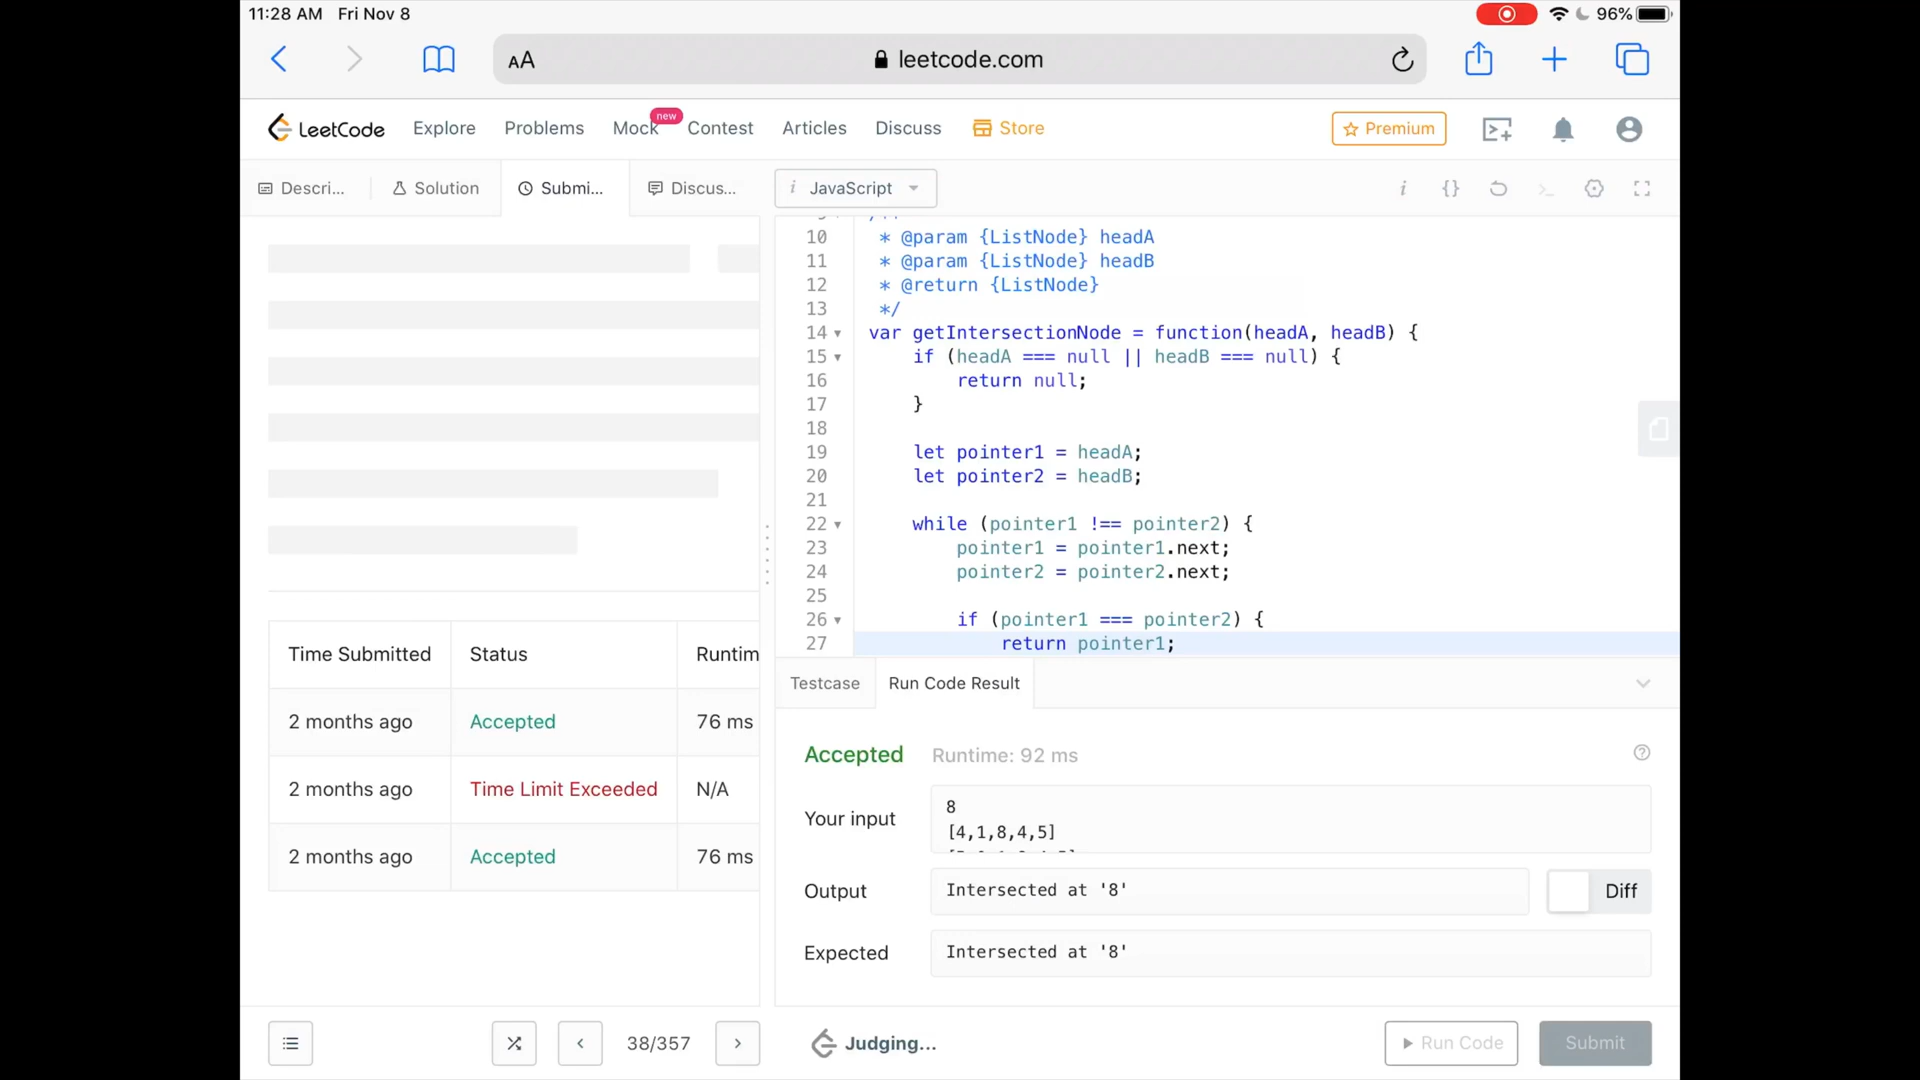 11:28 AM Fri Nov 8
96%
AA
leetcode.com
LeetCode
Explore
Problems
Mock
new
Contest
Articles
Discuss
Store
Premium
Descri...
Solution
Submi...
Discus...
i JavaScript
10 * @param {ListNode} headA
11 * @param {ListNode} headB
12 * @return {ListNode}
13 */
14 var getIntersectionNode = function(headA, headB) {
15 if (headA === null || headB === null) {
16 return null;
17 }
18
19 let pointer1 = headA;
20 let pointer2 = headB;
21
22 while (pointer1 !== pointer2) {
23 pointer1 = pointer1.next;
24 pointer2 = pointer2.next;
25
26 if (pointer1 === pointer2) {
27 return pointer1;
Time Submitted Status Runtim
2 months ago Accepted 76 ms
2 months ago Time Limit Exceeded N/A
2 months ago Accepted 76 ms
Testcase
Run Code Result
Accepted Runtime: 92 ms
Your input
8
[4,1,8,4,5]
Output
Intersected at '8'
Diff
Expected
Intersected at '8'
38/357
Judging...
Run Code
Submit